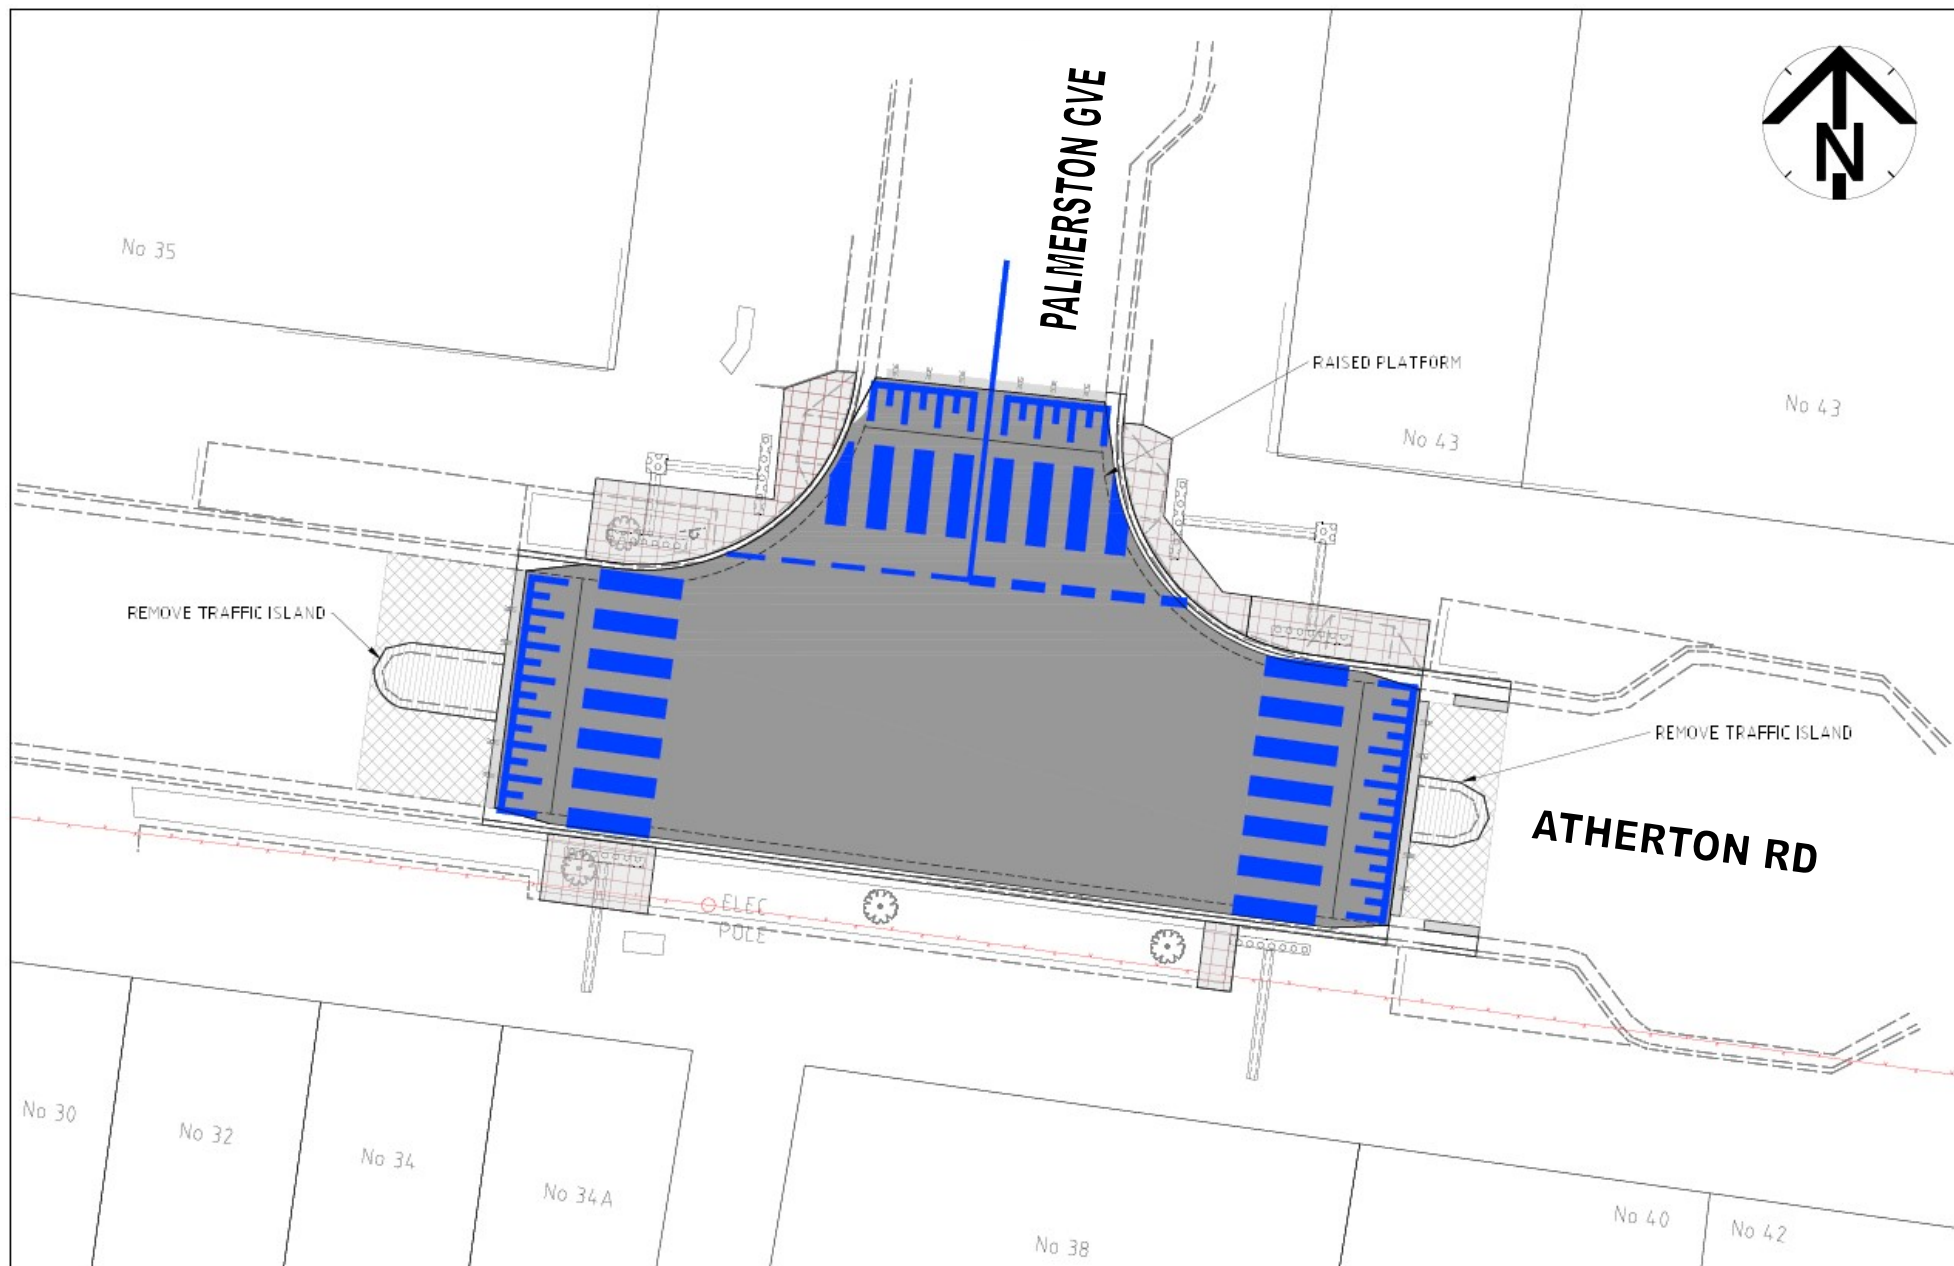 PALMERSTON GVE
N
No 35
RAISED PLATFORM
No 43
No 43
REMOVE TRAFFIC ISLAND
REMOVE TRAFFIC ISLAND
ATHERTON RD
ELEC
POLE
No 30
No 32
No 34
No 34A
No 38
No 40
No 42